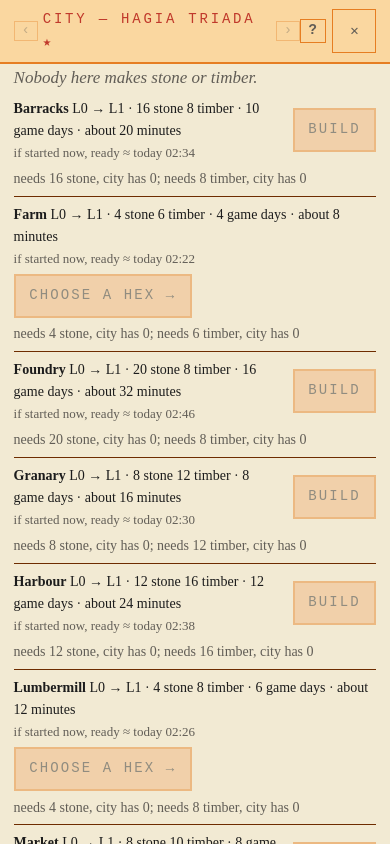 ‹
CITY — HAGIA TRIADA
★
›
?
×
Nobody here makes stone or timber.
Barracks L0 → L1 · 16 stone 8 timber · 10
game days · about 20 minutes
if started now, ready ≈ today 02:34
BUILD
needs 16 stone, city has 0; needs 8 timber, city has 0
Farm L0 → L1 · 4 stone 6 timber · 4 game days · about 8
minutes
if started now, ready ≈ today 02:22
CHOOSE A HEX →
needs 4 stone, city has 0; needs 6 timber, city has 0
Foundry L0 → L1 · 20 stone 8 timber · 16
game days · about 32 minutes
if started now, ready ≈ today 02:46
BUILD
needs 20 stone, city has 0; needs 8 timber, city has 0
Granary L0 → L1 · 8 stone 12 timber · 8
game days · about 16 minutes
if started now, ready ≈ today 02:30
BUILD
needs 8 stone, city has 0; needs 12 timber, city has 0
Harbour L0 → L1 · 12 stone 16 timber · 12
game days · about 24 minutes
if started now, ready ≈ today 02:38
BUILD
needs 12 stone, city has 0; needs 16 timber, city has 0
Lumbermill L0 → L1 · 4 stone 8 timber · 6 game days · about
12 minutes
if started now, ready ≈ today 02:26
CHOOSE A HEX →
needs 4 stone, city has 0; needs 8 timber, city has 0
Market L0 → L1 · 8 stone 10 timber · 8 game